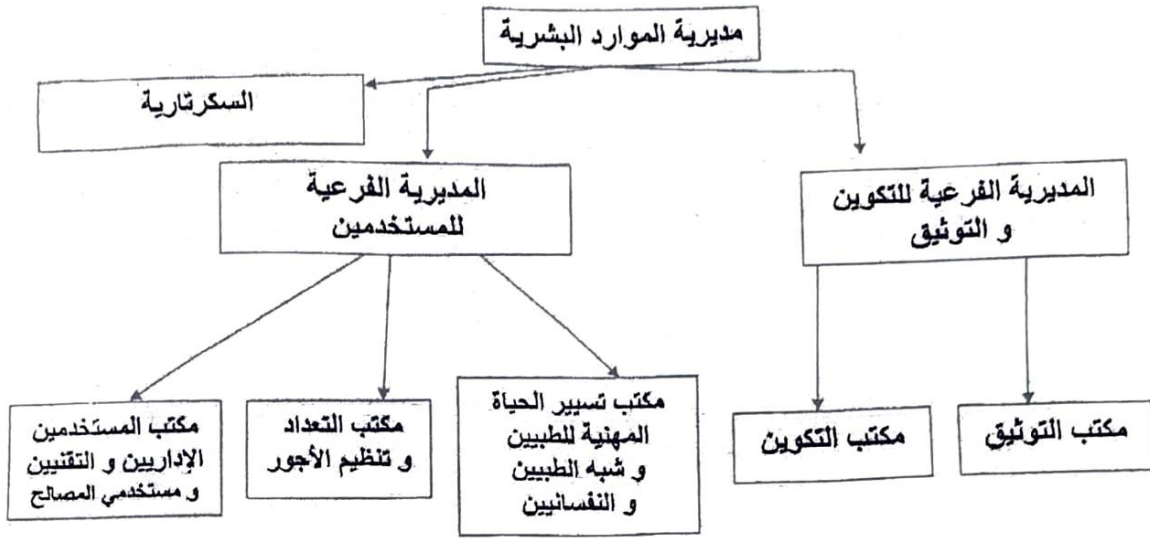 مديرية الموارد البشرية
السكرتارية
المديرية الفرعية للتكوين
و التوثيق
المديرية الفرعية
للمستخدمين
مكتب التوثيق
مكتب التكوين
مكتب تسيير الحياة
المهنية للطبيين
و شبه الطبيين
و النفسانيين
مكتب التعداد
و تنظيم الأجور
مكتب المستخدمين
الإداريين و التقنيين
و مستخدمي المصالح